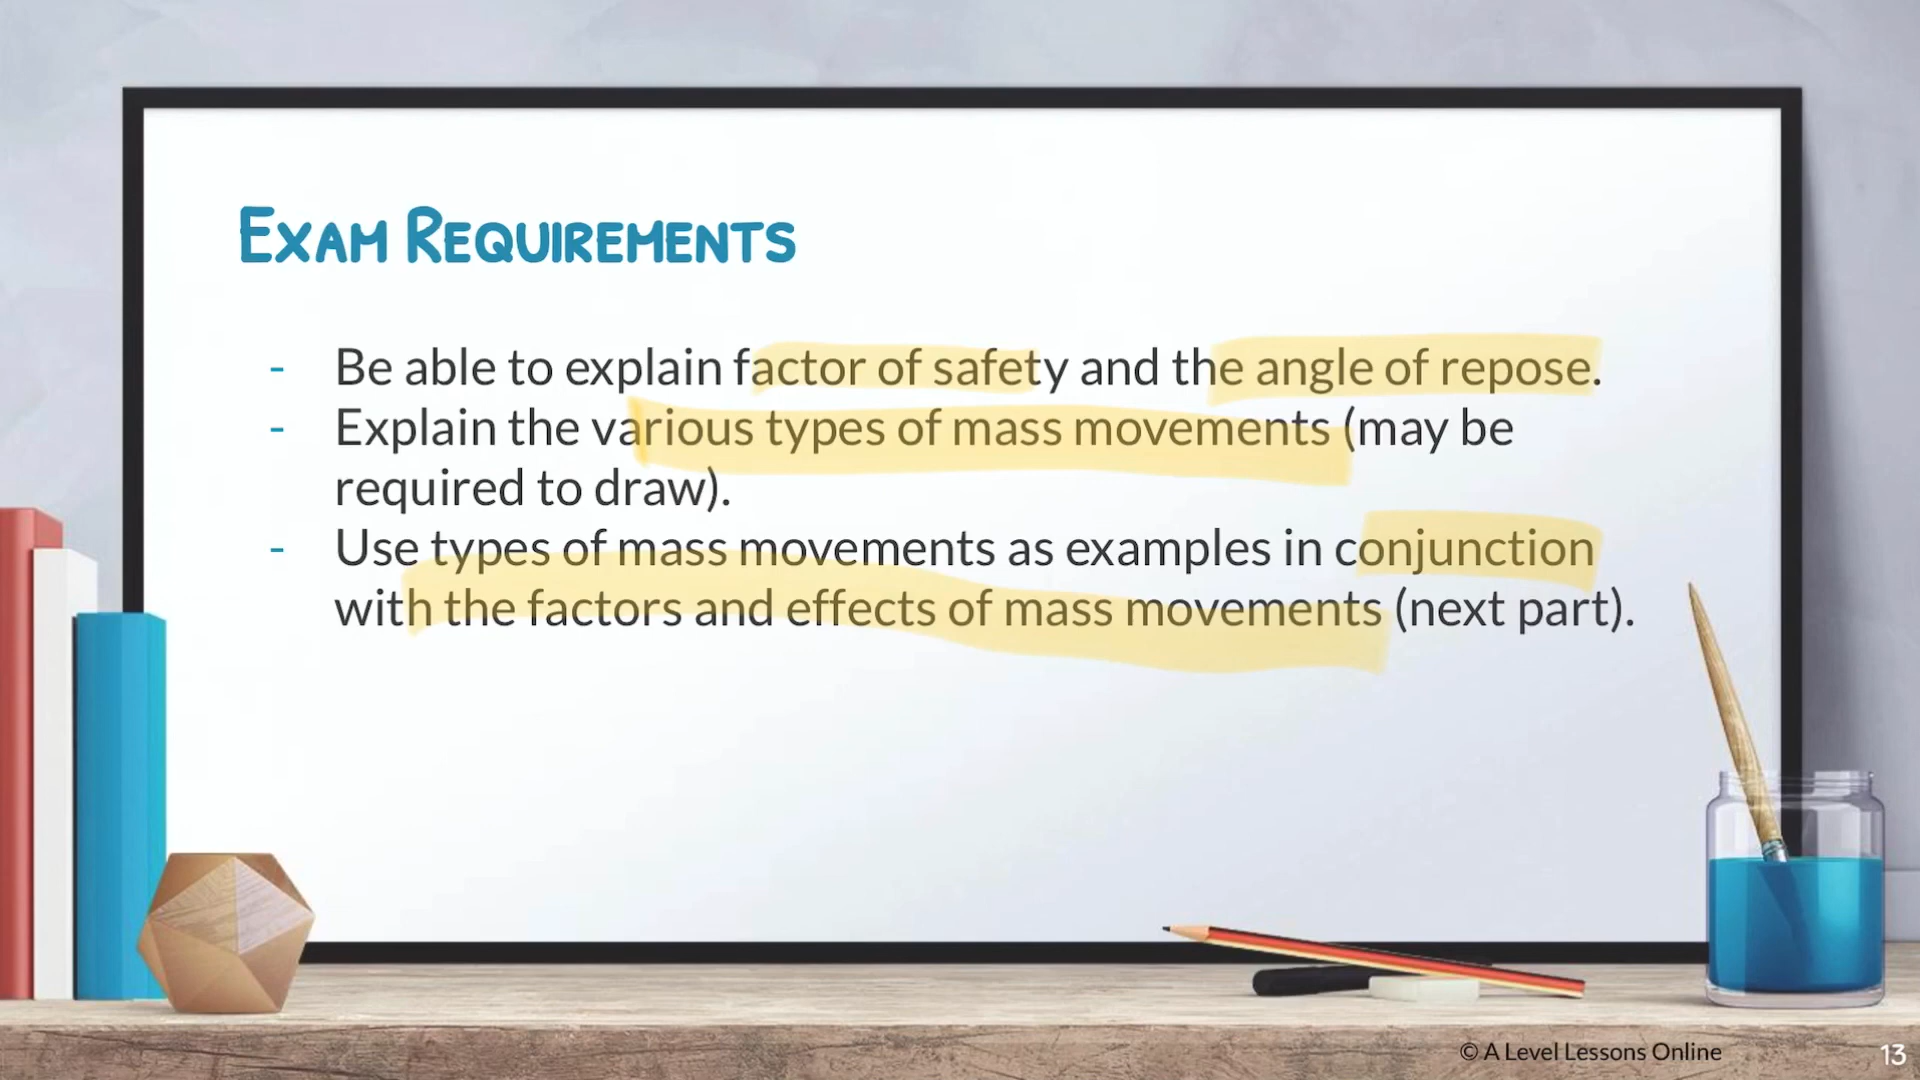 EXAM REQUIREMENTS
- Be able to explain factor of safety and the angle of repose.
- Explain the various types of mass movements (may be
required to draw).
- Use types of mass movements as examples in conjunction
with the factors and effects of mass movements (next part).
© A Level Lessons Online
13